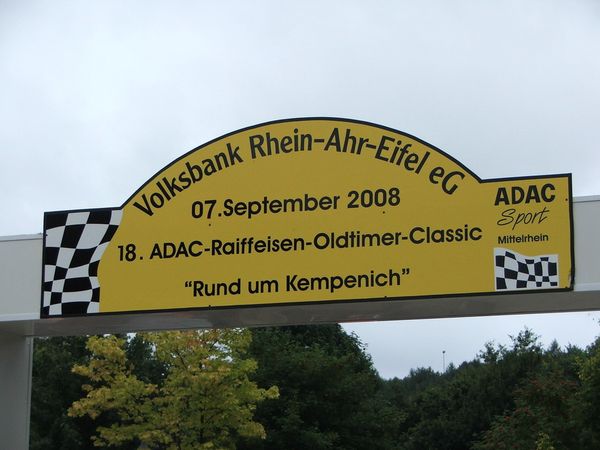 Volksbank Rhein-Ahr-Eifel eG
07.September 2008
18. ADAC-Raiffeisen-Oldtimer-Classic
"Rund um Kempenich"
ADAC
Sport
Mittelrhein